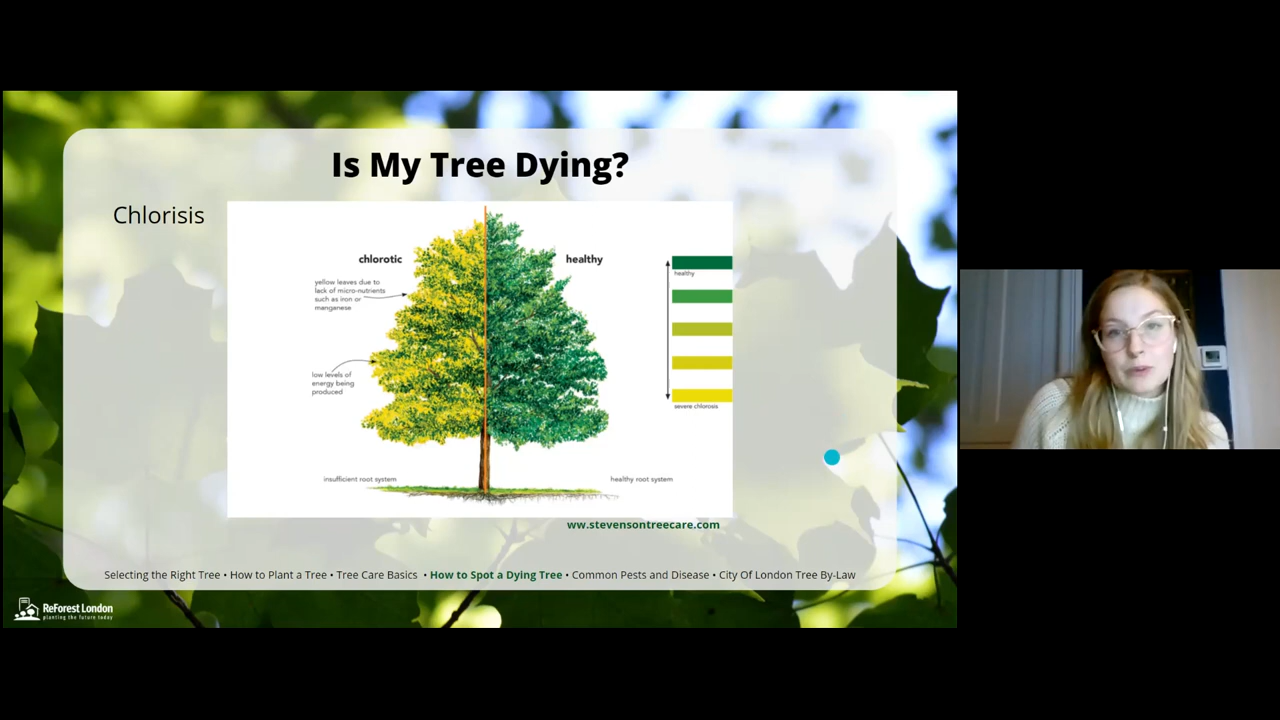 Is My Tree Dying?
Chlorisis
chlorotic
healthy
yellow leaves due to
lack of micro-nutrients
such as iron or
manganese
low levels of
energy being
produced
insufficient root system
healthy root system
healthy
severe chlorosis
ww.stevensontreecare.com
Selecting the Right Tree • How to Plant a Tree • Tree Care Basics • How to Spot a Dying Tree • Common Pests and Disease • City Of London Tree By-Law
ReForest London
planting the future today